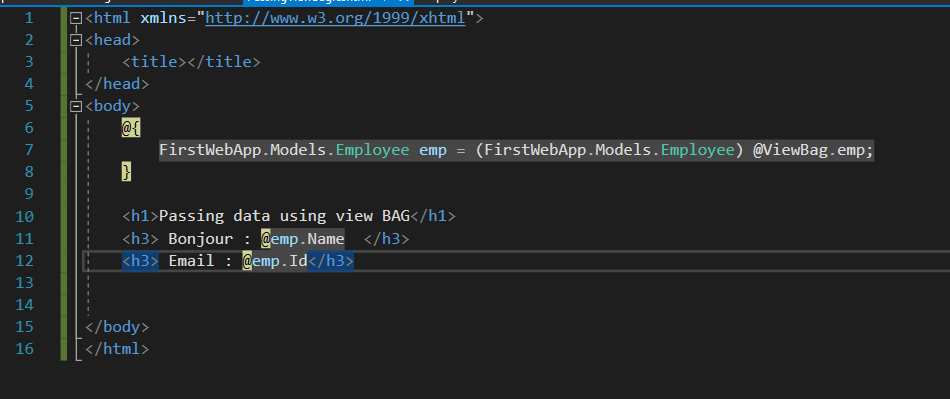 1 <html xmlns="http://www.w3.org/1999/xhtml">
2 <head>
3 <title></title>
4 </head>
5 <body>
6 @{
7 FirstWebApp.Models.Employee emp = (FirstWebApp.Models.Employee) @ViewBag.emp;
8 }
9
10 <h1>Passing data using view BAG</h1>
11 <h3> Bonjour : @emp.Name  </h3>
12 <h3> Email : @emp.Id</h3>
13
14
15 </body>
16 </html>